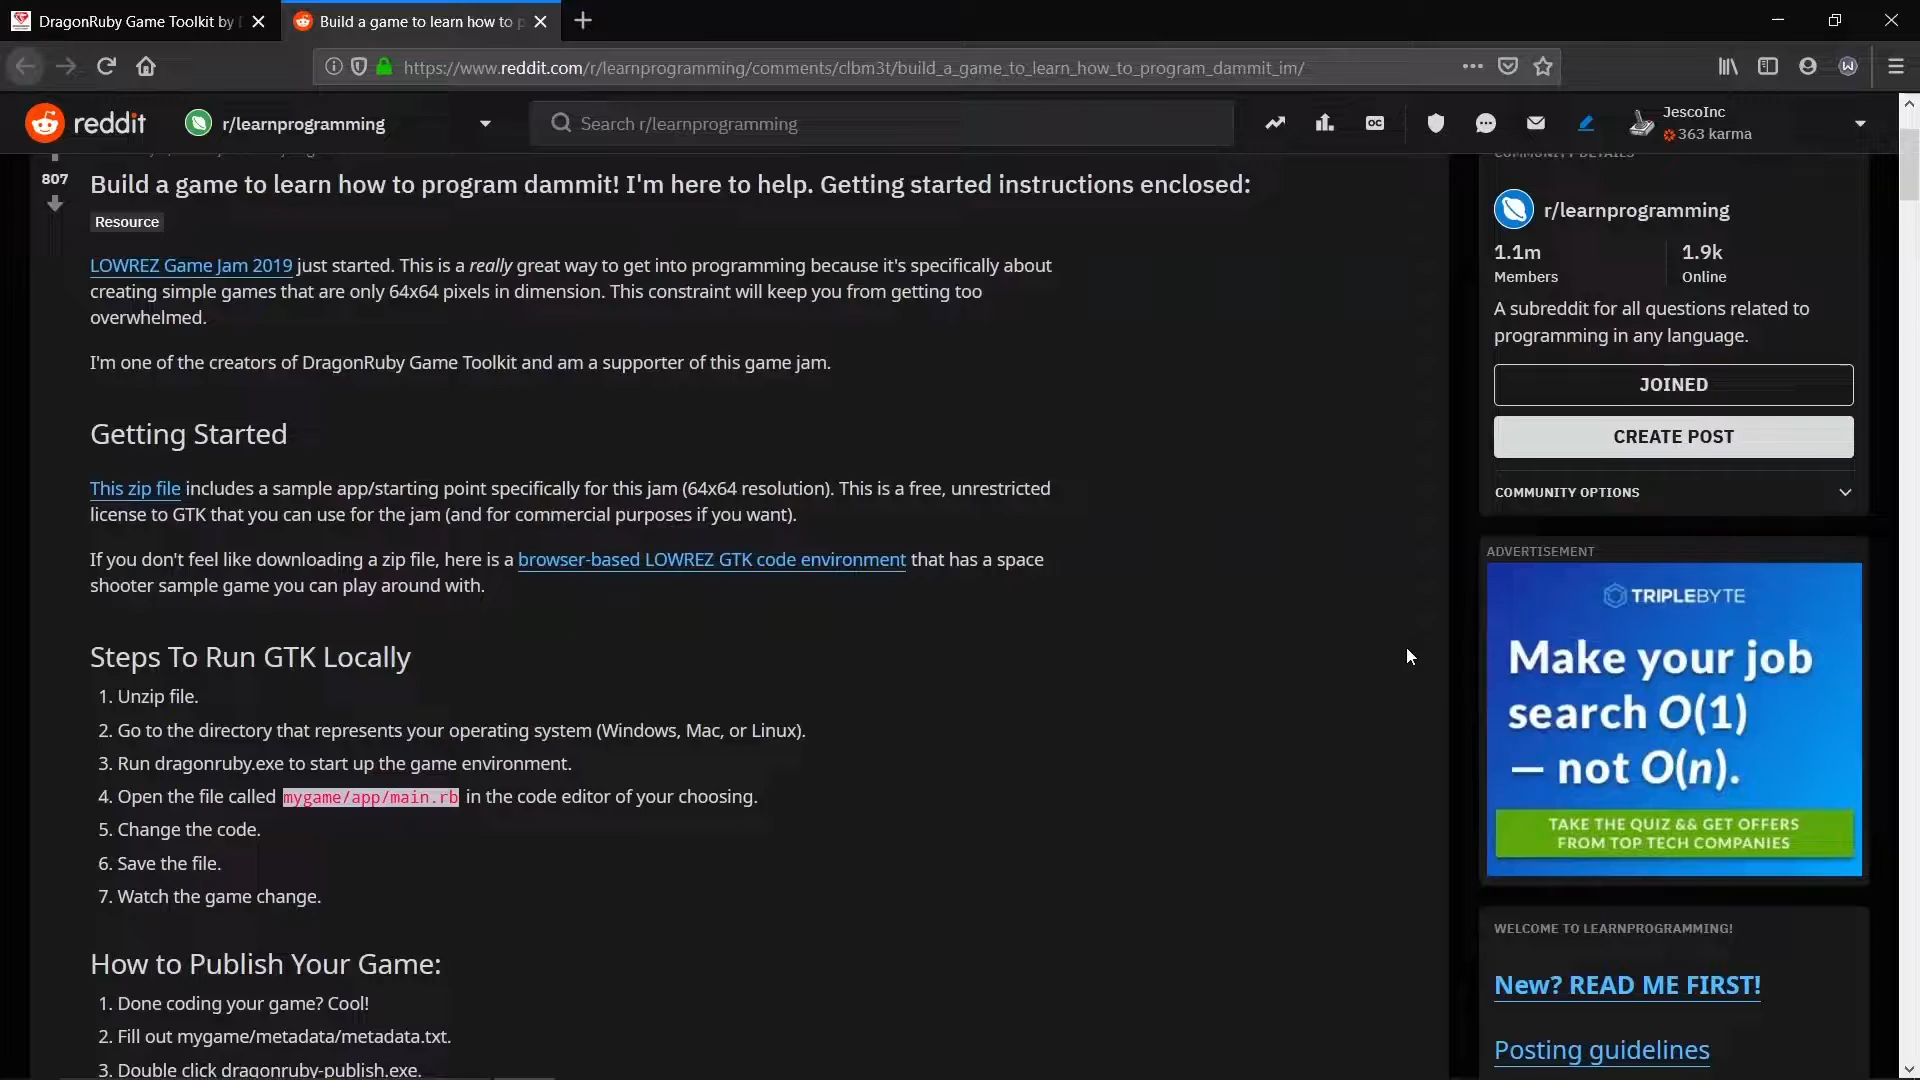 DragonRuby Game Toolkit by
Build a game to learn how to p
https://www.reddit.com/r/learnprogramming/comments/clbm3t/build_a_game_to_learn_how_to_program_dammit_im/
reddit
r/learnprogramming
Search r/learnprogramming
OC
JescoInc
363 karma
807
Build a game to learn how to program dammit! I'm here to help. Getting started instructions enclosed:
Resource
LOWREZ Game Jam 2019 just started. This is a really great way to get into programming because it's specifically about
creating simple games that are only 64x64 pixels in dimension. This constraint will keep you from getting too
overwhelmed.
I'm one of the creators of DragonRuby Game Toolkit and am a supporter of this game jam.
Getting Started
This zip file includes a sample app/starting point specifically for this jam (64x64 resolution). This is a free, unrestricted
license to GTK that you can use for the jam (and for commercial purposes if you want).
If you don't feel like downloading a zip file, here is a browser-based LOWREZ GTK code environment that has a space
shooter sample game you can play around with.
Steps To Run GTK Locally
1. Unzip file.
2. Go to the directory that represents your operating system (Windows, Mac, or Linux).
3. Run dragonruby.exe to start up the game environment.
4. Open the file called mygame/app/main.rb in the code editor of your choosing.
5. Change the code.
6. Save the file.
7. Watch the game change.
How to Publish Your Game:
1. Done coding your game? Cool!
2. Fill out mygame/metadata/metadata.txt.
3. Double click dragonruby-publish.exe.
COMMUNITY DETAILS
r/learnprogramming
1.1m
Members
1.9k
Online
A subreddit for all questions related to
programming in any language.
JOINED
CREATE POST
COMMUNITY OPTIONS
ADVERTISEMENT
TRIPLEBYTE
Make your job
search O(1)
— not O(n).
TAKE THE QUIZ && GET OFFERS
FROM TOP TECH COMPANIES
WELCOME TO LEARNPROGRAMMING!
New? READ ME FIRST!
Posting guidelines